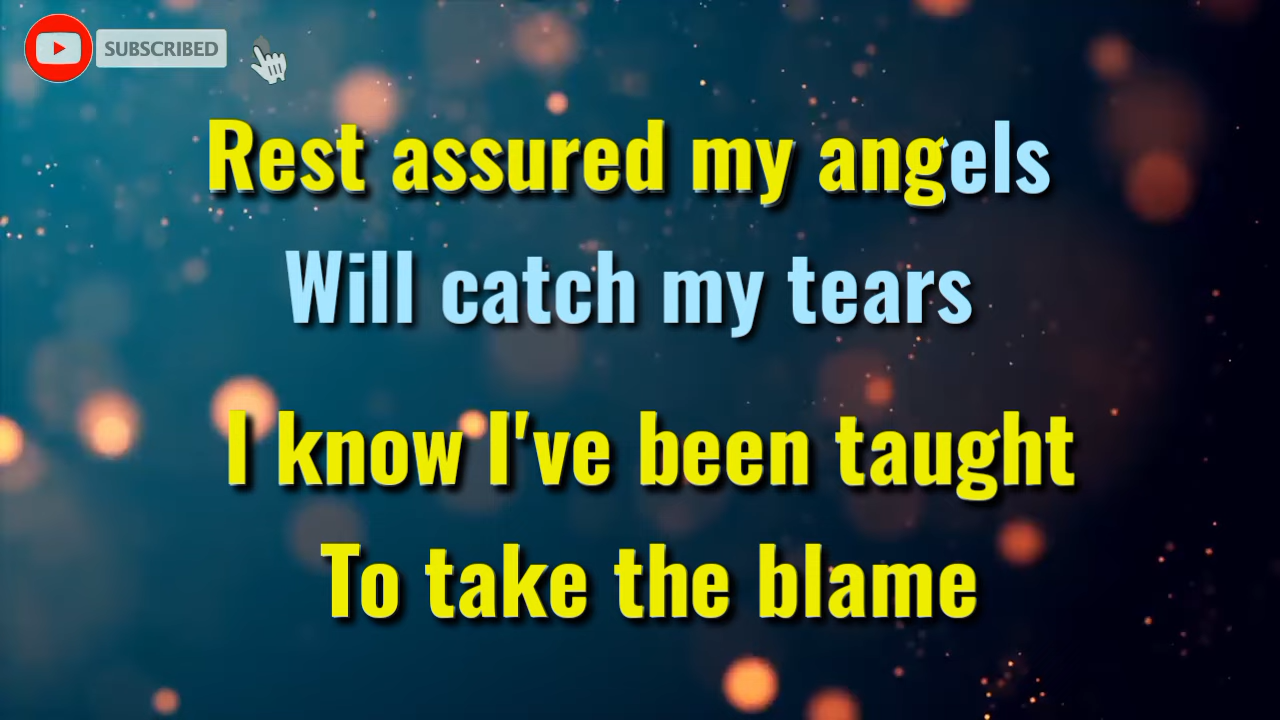 SUBSCRIBED
Rest assured my angels
Will catch my tears
I know I've been taught
To take the blame